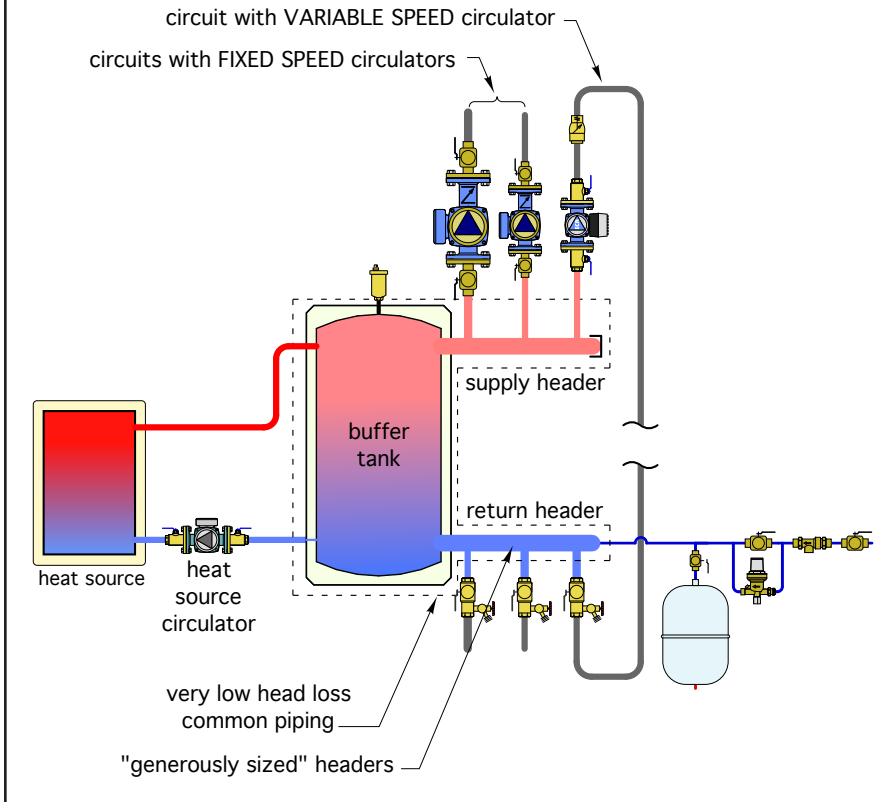 circuit with VARIABLE SPEED circulator
circuits with FIXED SPEED circulators
supply header
buffer
tank
return header
heat source
heat
source
circulator
very low head loss
common piping
"generously sized" headers